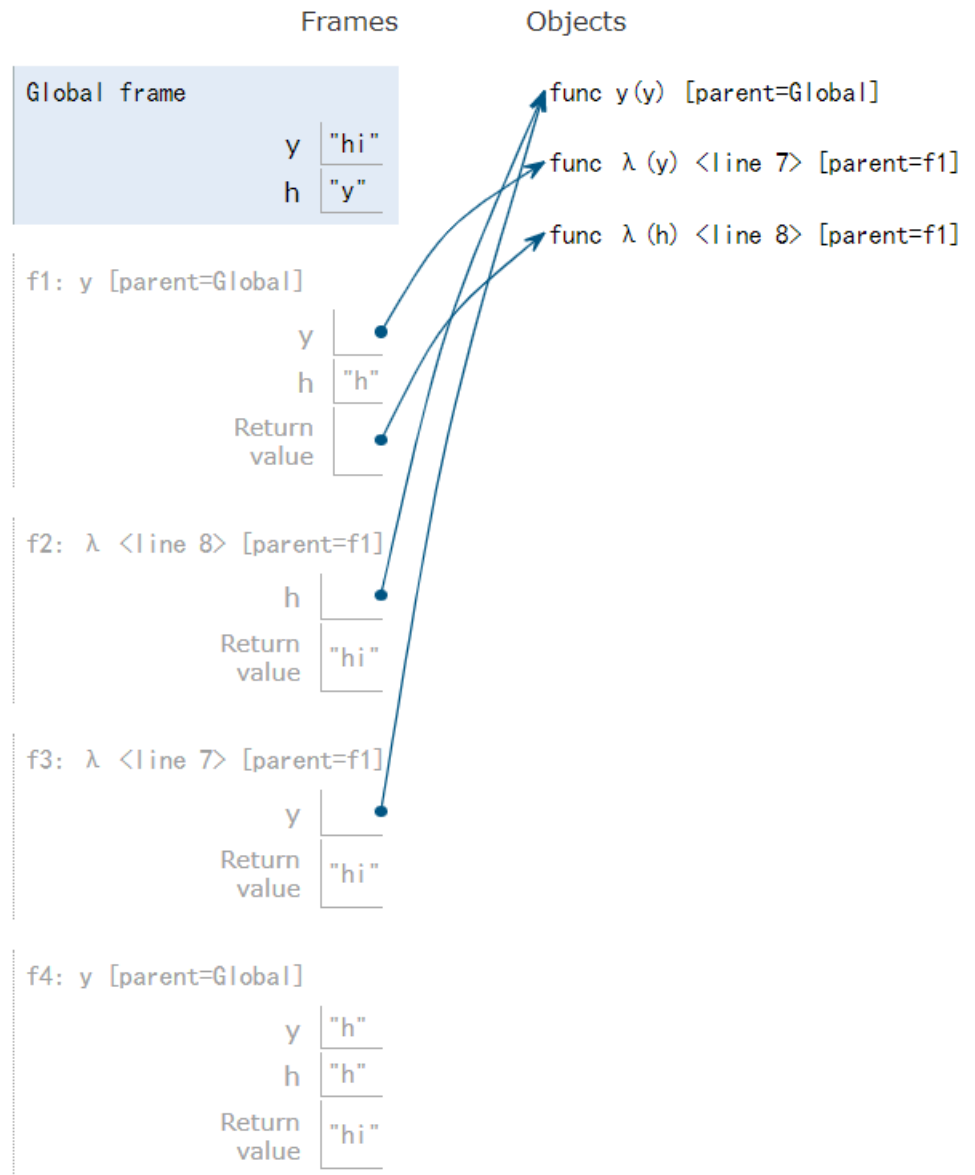 Frames Objects
Global frame func y(y) [parent=Global]
y "hi" func λ(y) <line 7> [parent=f1]
h "y"
func λ(h) <line 8> [parent=f1]
f1: y [parent=Global]
y
h "h"
Return
value
f2: λ <line 8> [parent=f1]
h
Return
value "hi"
f3: λ <line 7> [parent=f1]
y
Return
value "hi"
f4: y [parent=Global]
y "h"
h "h"
Return
value "hi"